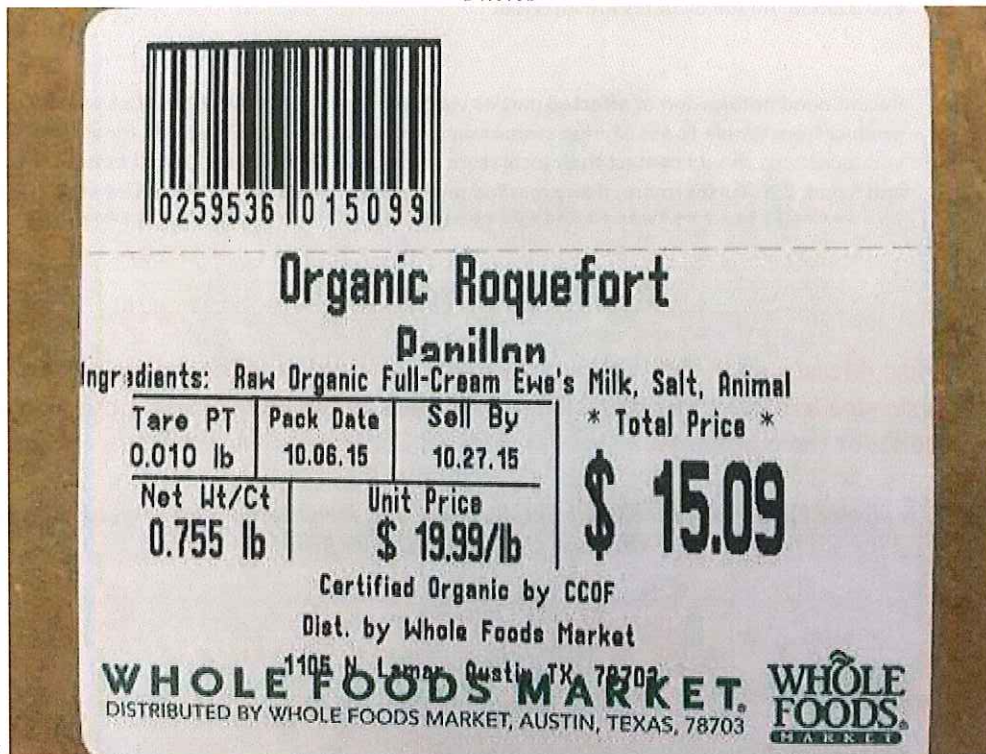 0259536 015099
Organic Roquefort
Papillon
Ingredients: Raw Organic Full-Cream Ewe's Milk, Salt, Animal
Tare PT Pack Date Sell By * Total Price *
0.010 lb 10.06.15 10.27.15
Net Wt/Ct Unit Price $ 15.09
0.755 lb $ 19.99/lb
Certified Organic by CCOF
Dist. by Whole Foods Market
1105 N. Lamar, Austin TX, 78703
WHOLE FOODS MARKET®
DISTRIBUTED BY WHOLE FOODS MARKET, AUSTIN, TEXAS, 78703
WHOLE
FOODS®
MARKET